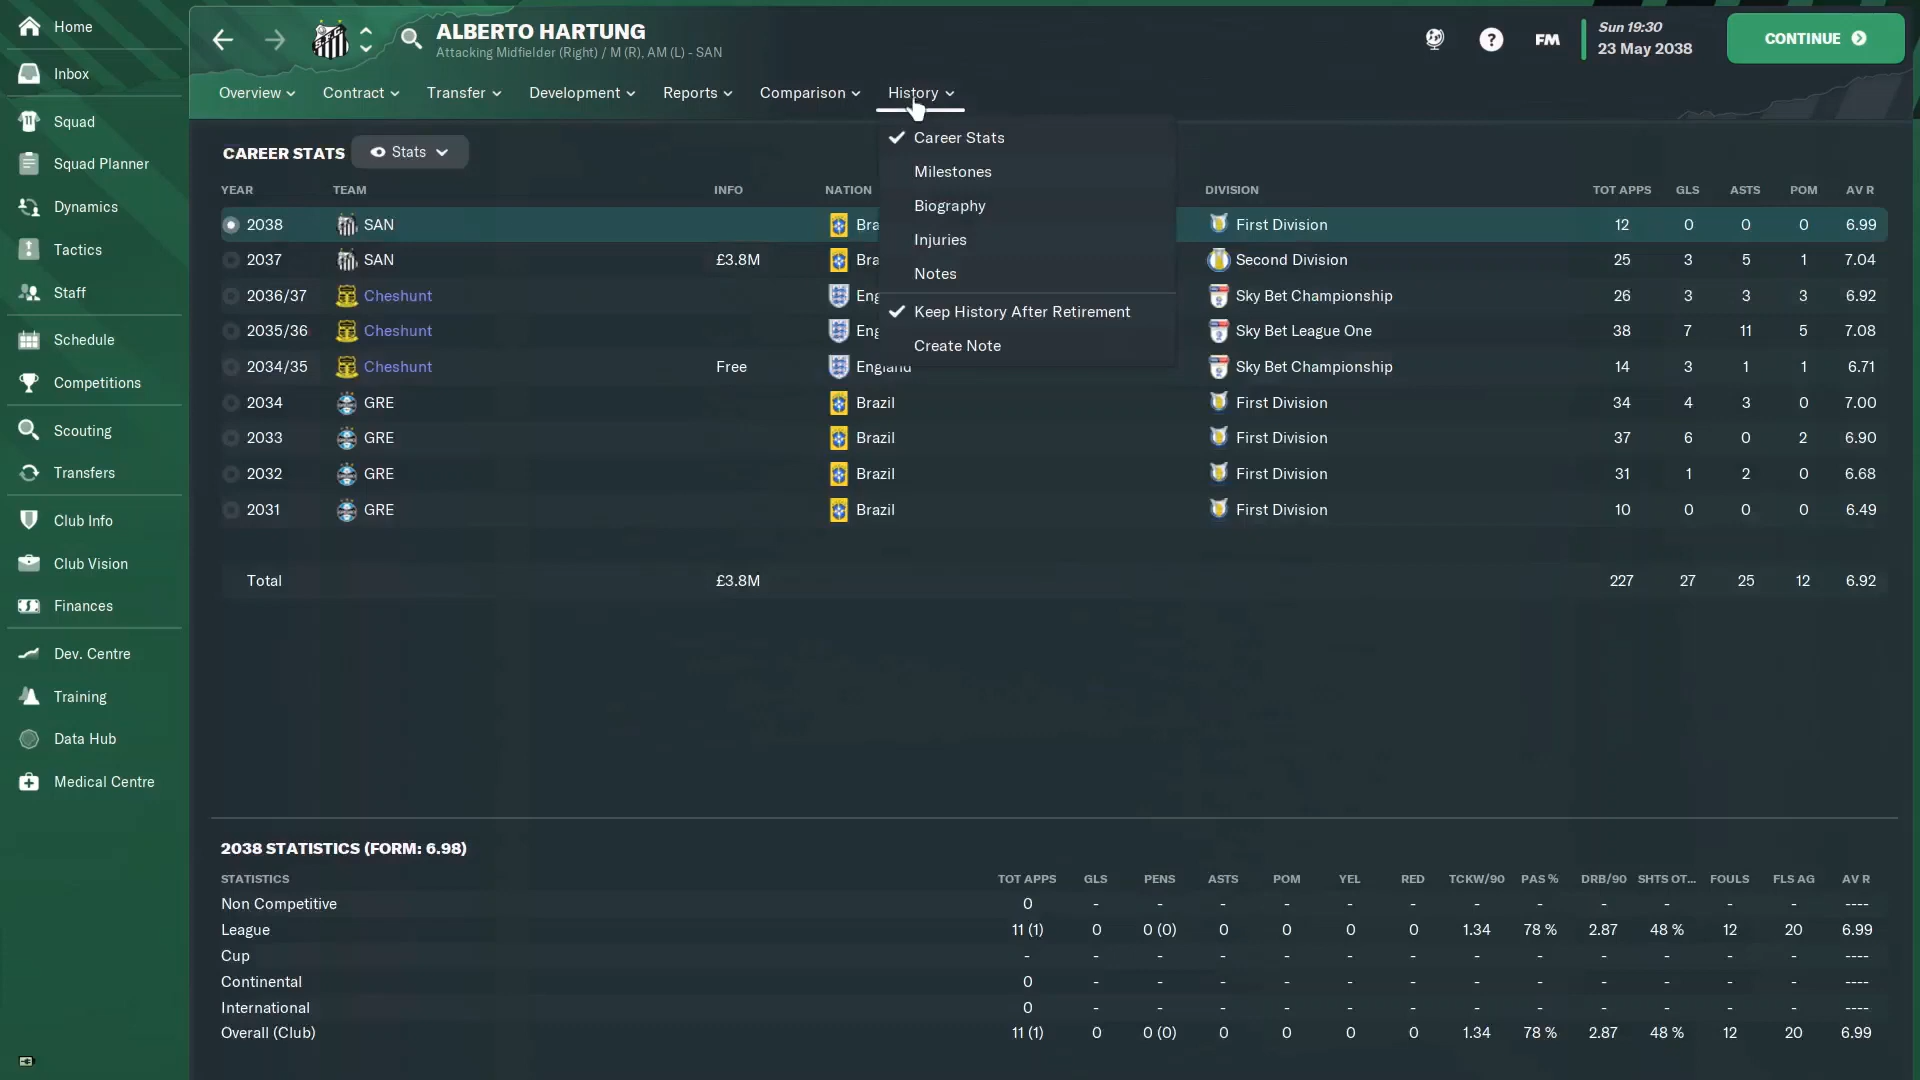 Home
Inbox
Squad
Squad Planner
Dynamics
Tactics
Staff
Schedule
Competitions
Scouting
Transfers
Club Info
Club Vision
Finances
Dev. Centre
Training
Data Hub
Medical Centre
ALBERTO HARTUNG
Attacking Midfielder (Right) / M (R), AM (L) - SAN
? FM
Sun 19:30
23 May 2038
CONTINUE
Overview Contract Transfer Development Reports Comparison History
Career Stats
Milestones
Biography
Injuries
Notes
Keep History After Retirement
Create Note
CAREER STATS Stats
YEAR TEAM INFO NATION DIVISION TOT APPS GLS ASTS POM AV R
2038 SAN Bra First Division 12 0 0 0 6.99
2037 SAN £3.8M Bra Second Division 25 3 5 1 7.04
2036/37 Cheshunt Eng Sky Bet Championship 26 3 3 3 6.92
2035/36 Cheshunt Eng Sky Bet League One 38 7 11 5 7.08
2034/35 Cheshunt Free England Sky Bet Championship 14 3 1 1 6.71
2034 GRE Brazil First Division 34 4 3 0 7.00
2033 GRE Brazil First Division 37 6 0 2 6.90
2032 GRE Brazil First Division 31 1 2 0 6.68
2031 GRE Brazil First Division 10 0 0 0 6.49
Total £3.8M 227 27 25 12 6.92
2038 STATISTICS (FORM: 6.98)
STATISTICS TOT APPS GLS PENS ASTS POM YEL RED TCKW/90 PAS % DRB/90 SHTS OT... FOULS FLS AG AV R
Non Competitive 0 - - - - - - - - - - - - ----
League 11 (1) 0 0 (0) 0 0 0 0 1.34 78 % 2.87 48 % 12 20 6.99
Cup - - - - - - - - - - - - - ----
Continental 0 - - - - - - - - - - - - ----
International 0 - - - - - - - - - - - - ----
Overall (Club) 11 (1) 0 0 (0) 0 0 0 0 1.34 78 % 2.87 48 % 12 20 6.99